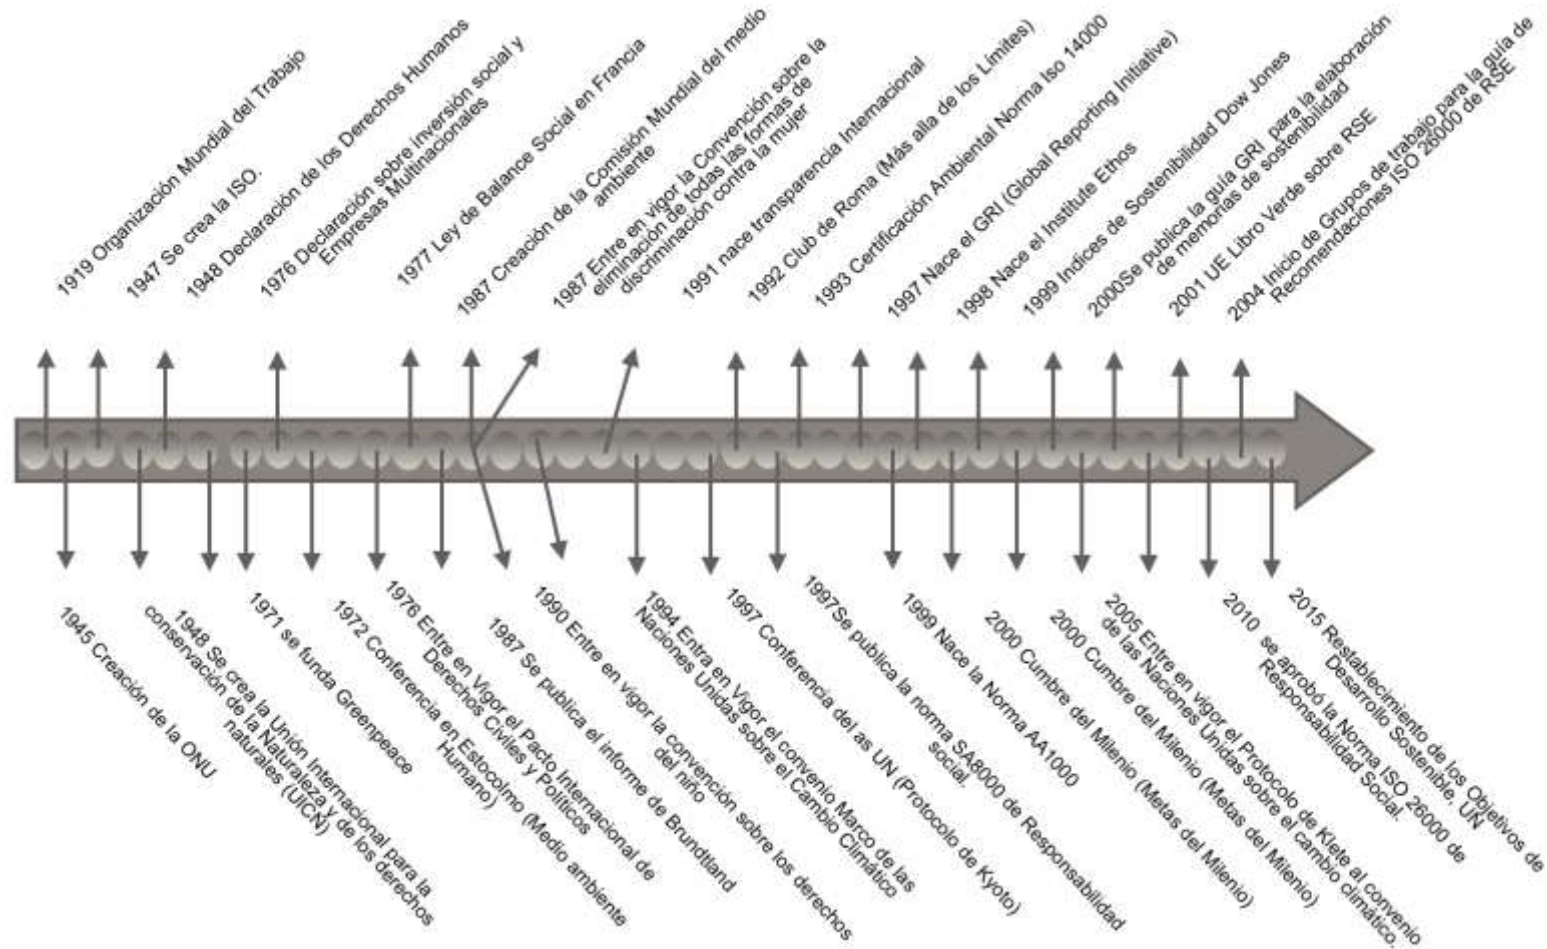 1919 Organización Mundial del Trabajo
1947 Se crea la ISO.
1948 Declaración de los Derechos Humanos
1976 Declaración sobre inversión social y
Empresas Multinacionales
1977 Ley de Balance Social en Francia
1987 Creación de la Comisión Mundial del medio
ambiente
1987 Entre en vigor la Convención sobre la
eliminación de todas las formas de
discriminación contra la mujer
1991 nace transparencia Internacional
1992 Club de Roma (Más alla de los Límites)
1993 Certificación Ambiental Norma Iso 14000
1997 Nace el GRI (Global Reporting Initiative)
1998 Nace el Institute Ethos
1999 Indices de Sostenibilidad Dow Jones
2000Se publica la guía GRI para la elaboración
de memorias de sostenibilidad
2001 UE Libro Verde sobre RSE
2004 Inicio de Grupos de trabajo para la guía de
Recomendaciones ISO 26000 de RSE
1945 Creación de la ONU
1948 Se crea la Unión Internacional para la
conservación de la Naturaleza y de los derechos
naturales (UICN)
1971 se funda Greenpeace
1972 Conferencia en Estocolmo (Medio ambiente
Humano)
1976 Entre en Vigor el Pacto Internacional de
Derechos Civiles y Políticos
1987 Se publica el informe de Brundtland
1990 Entre en vigor la convención sobre los derechos
del niño
1994 Entra en Vigor el convenio Marco de las
Naciones Unidas sobre el Cambio Climático
1997 Conferencia del as UN (Protocolo de Kyoto)
1997Se publica la norma SA8000 de Responsabilidad
social.
1999 Nace la Norma AA1000
2000 Cumbre del Milenio (Metas del Milenio)
2000 Cumbre del Milenio (Metas del Milenio)
2005 Entre en vigor el Protocolo de Kiete al convenio
de las Naciones Unidas sobre el cambio climático.
2010 se aprobó la Norma ISO 26000 de
Responsabilidad Social.
2015 Restablecimiento de los Objetivos de
Desarrollo Sostenible, UN